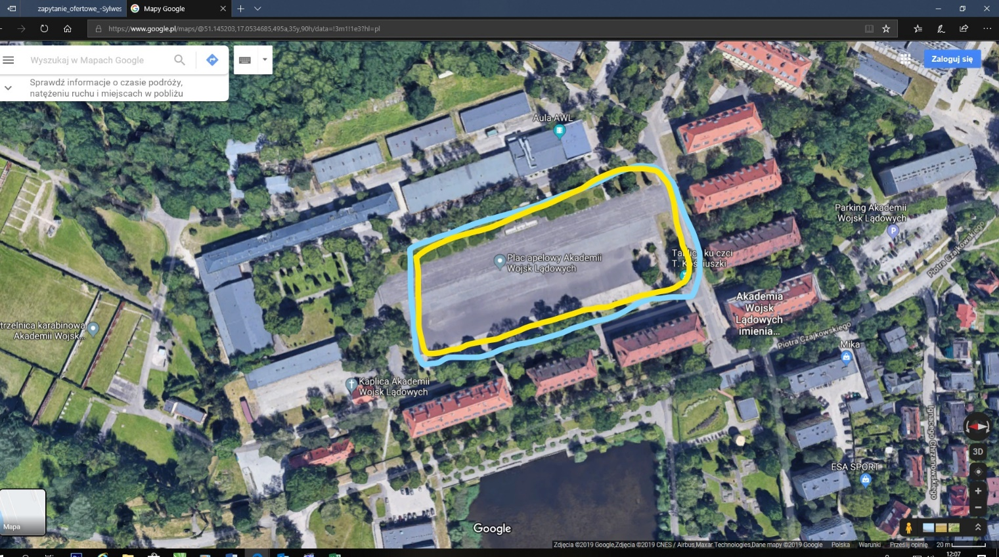 zapytanie_ofertowe_-Sylwes
Mapy Google
https://www.google.pl/maps/@51.145203,17.0534685,495a,35y,90h/data=!3m1!1e3?hl=pl
Wyszukaj w Mapach Google
Zaloguj się
Sprawdź informacje o czasie podróży,
natężeniu ruchu i miejscach w pobliżu
Aula AWL
Parking Akademii
Wojsk Lądowych
P
Piotra Czajkowskiego
Plac apelowy Akademii
Wojsk Lądowych
ku czci
T. Kościuszki
Akademia
Wojsk
Lądowych
imienia...
trzelnica karabinowa
Akademii Wojsk...
Piotra Czajkowskiego
Mika
Kaplica Akademii
Wojsk Lądowych
Ignacego Chrzanowskiego
3D
ESA SPORT
Mapa
Google
Zdjęcia ©2019 Google,Zdjęcia ©2019 CNES / Airbus,Maxar Technologies,Dane mapy ©2019 Google Polska Warunki Prześlij opinię 20 m
12:07